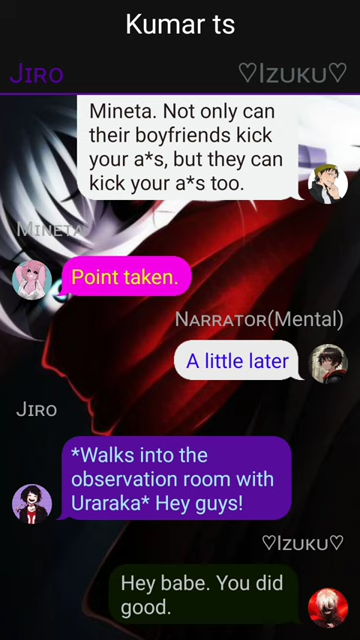 Kumar ts
Jiro
♡Izuku♡
Mineta. Not only can
their boyfriends kick
your a*s, but they can
kick your a*s too.
Mineta
Point taken.
Narrator(Mental)
A little later
Jiro
*Walks into the
observation room with
Uraraka* Hey guys!
♡Izuku♡
Hey babe. You did
good.